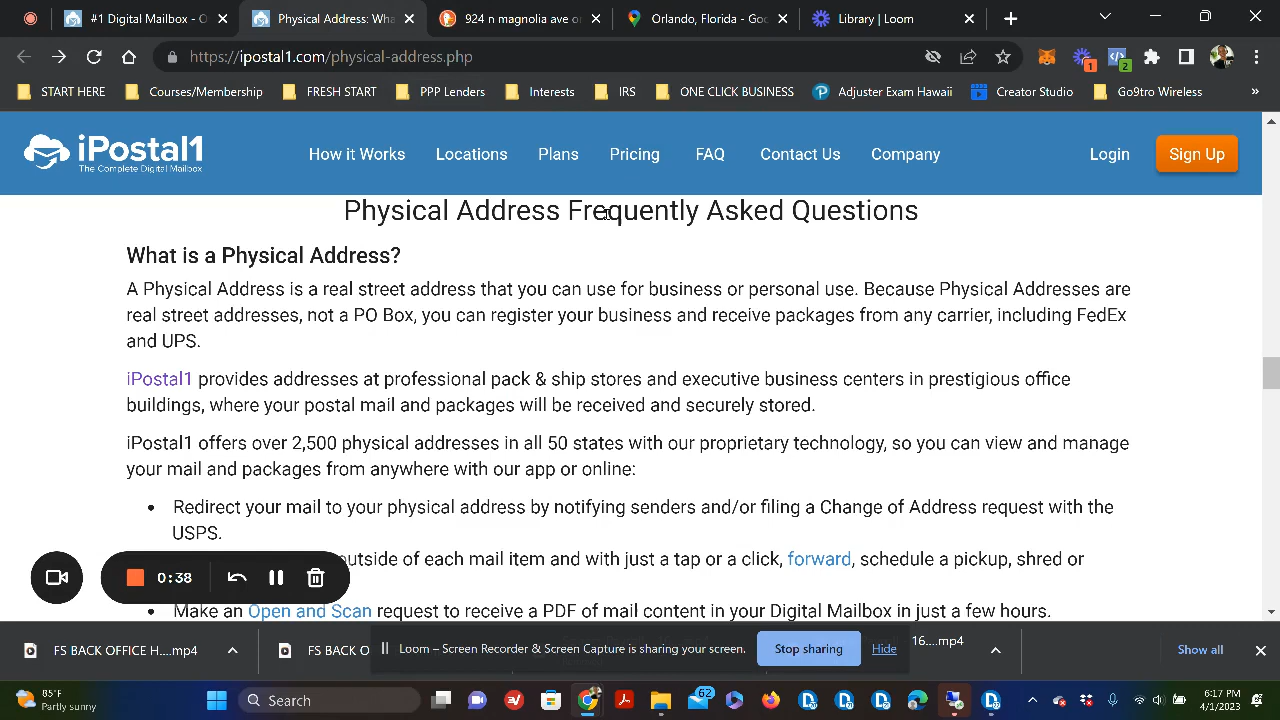 #1 Digital Mailbox - O
Physical Address: Wha
924 n magnolia ave or
Orlando, Florida - Goo
Library | Loom
https://ipostal1.com/physical-address.php
1
2
START HERE
Courses/Membership
FRESH START
PPP Lenders
Interests
IRS
ONE CLICK BUSINESS
Adjuster Exam Hawaii
Creator Studio
Go9tro Wireless
»
iPostal1
The Complete Digital Mailbox
How it Works
Locations
Plans
Pricing
FAQ
Contact Us
Company
Login
Sign Up
Physical Address Frequently Asked Questions
What is a Physical Address?
A Physical Address is a real street address that you can use for business or personal use. Because Physical Addresses are
real street addresses, not a PO Box, you can register your business and receive packages from any carrier, including FedEx
and UPS.
iPostal1 provides addresses at professional pack & ship stores and executive business centers in prestigious office
buildings, where your postal mail and packages will be received and securely stored.
iPostal1 offers over 2,500 physical addresses in all 50 states with our proprietary technology, so you can view and manage
your mail and packages from anywhere with our app or online:
• Redirect your mail to your physical address by notifying senders and/or filing a Change of Address request with the
USPS.
outside of each mail item and with just a tap or a click, forward, schedule a pickup, shred or
0:38
• Make an Open and Scan request to receive a PDF of mail content in your Digital Mailbox in just a few hours.
FS BACK OFFICE H....mp4
FS BACK O
Loom – Screen Recorder & Screen Capture is sharing your screen.
Stop sharing
Hide
16....mp4
Show all
85°F
Partly sunny
Search
62
6:17 PM
4/1/2023